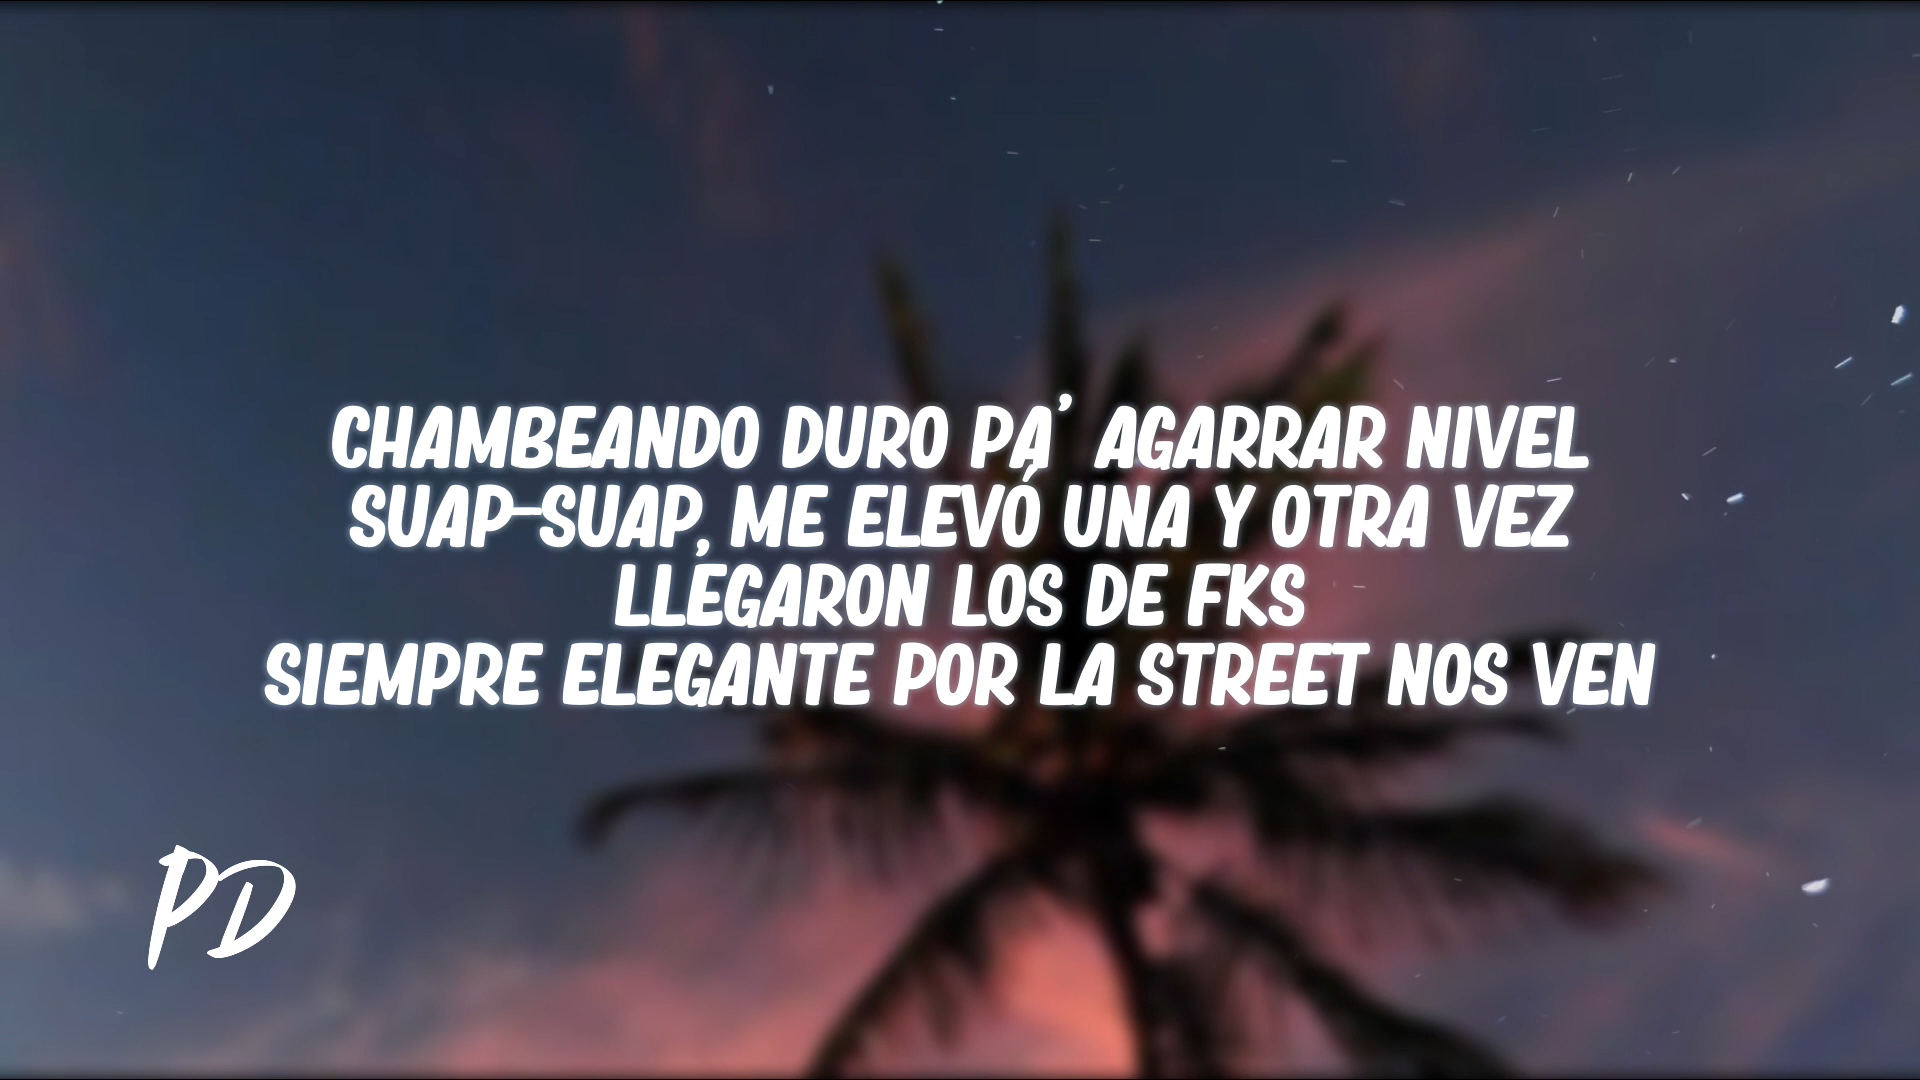 CHAMBEANDO DURO PA' AGARRAR NIVEL
SUAP-SUAP, ME ELEVÓ UNA Y OTRA VEZ
LLEGARON LOS DE FKS
SIEMPRE ELEGANTE POR LA STREET NOS VEN
PD